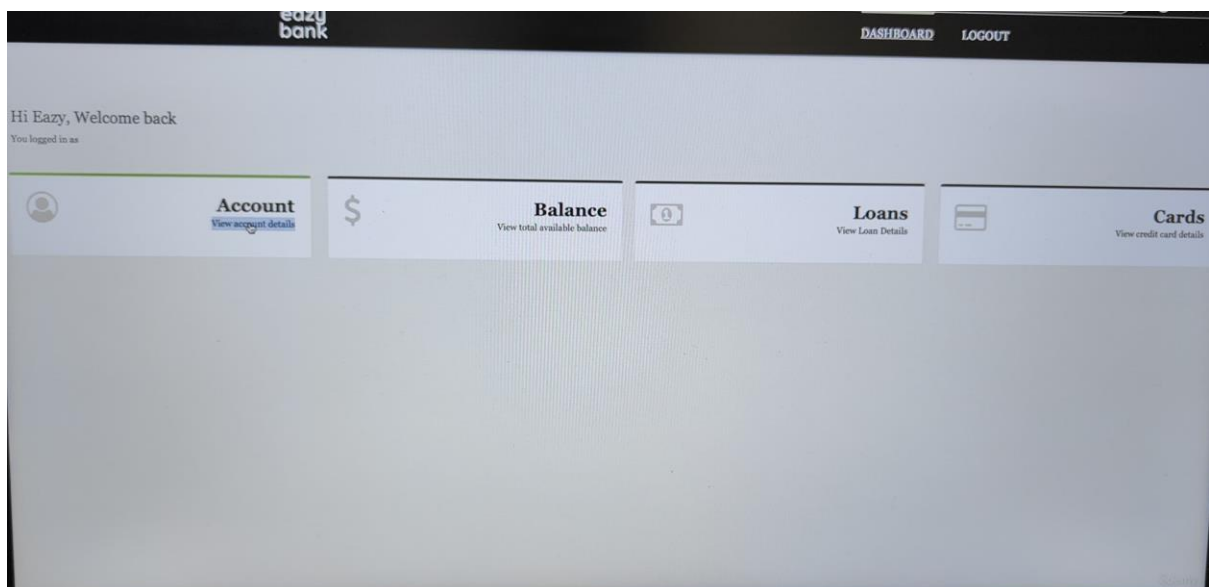 eazy
bank
DASHBOARD LOGOUT
Hi Eazy, Welcome back
You logged in as
Account
View account details
Balance
View total available balance
Loans
View Loan Details
Cards
View credit card details